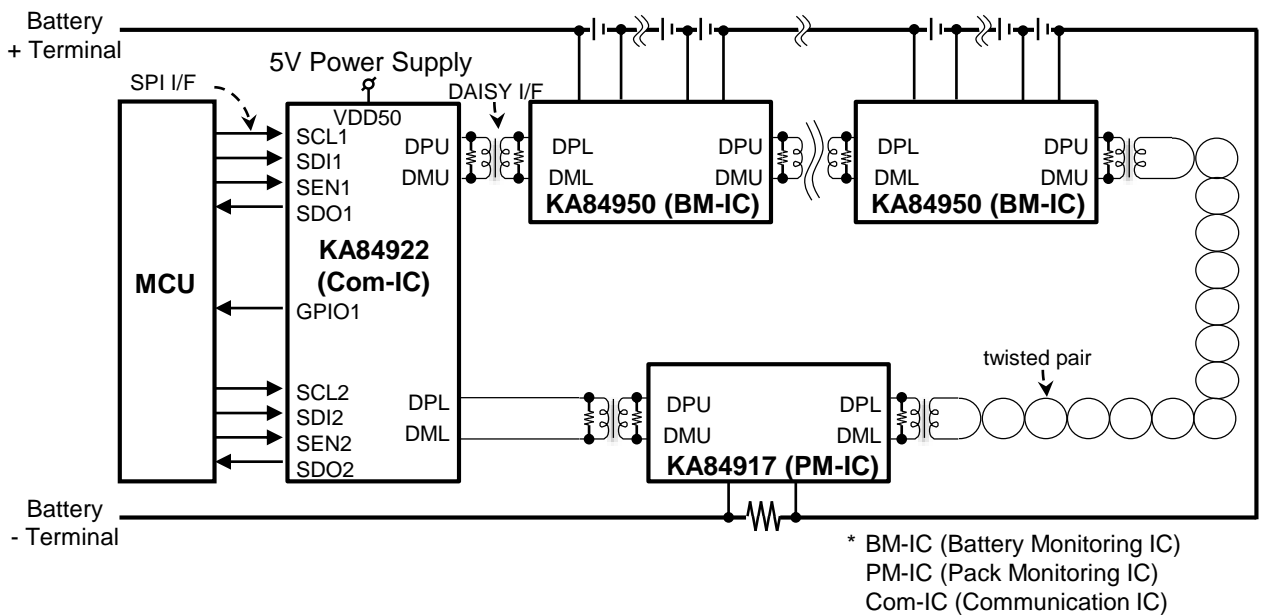 Battery
+ Terminal
5V Power Supply
SPI I/F
DAISY I/F
VDD50
SCL1
SDI1
SEN1
SDO1
DPU
DMU
DPL
DML
DPU
DMU
KA84950 (BM-IC)
DPL
DML
DPU
DMU
KA84950 (BM-IC)
KA84922
(Com-IC)
MCU
GPIO1
twisted pair
SCL2
SDI2
SEN2
SDO2
DPL
DML
DPU
DMU
DPL
DML
KA84917 (PM-IC)
Battery
- Terminal
* BM-IC (Battery Monitoring IC)
PM-IC (Pack Monitoring IC)
Com-IC (Communication IC)